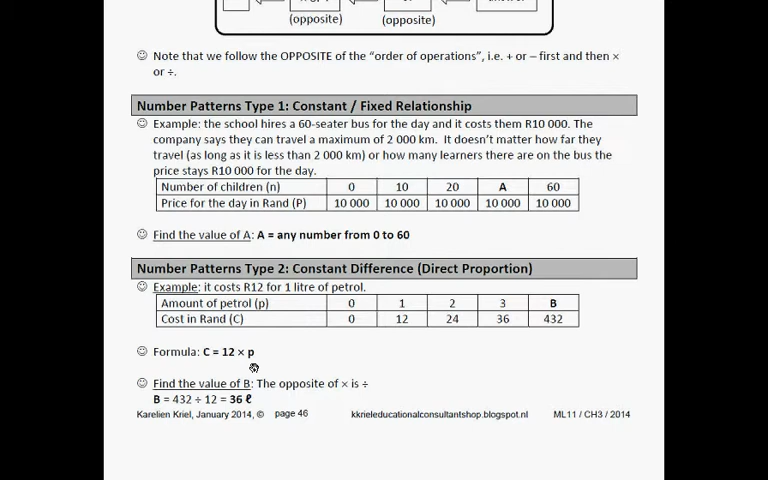 (opposite) (opposite)
☺ Note that we follow the OPPOSITE of the “order of operations”, i.e. + or – first and then ×
or ÷.
Number Patterns Type 1: Constant / Fixed Relationship
☺ Example: the school hires a 60-seater bus for the day and it costs them R10 000. The
company says they can travel a maximum of 2 000 km. It doesn’t matter how far they
travel (as long as it is less than 2 000 km) or how many learners there are on the bus the
price stays R10 000 for the day.
Number of children (n) 0 10 20 A 60
Price for the day in Rand (P) 10 000 10 000 10 000 10 000 10 000
☺ Find the value of A: A = any number from 0 to 60
Number Patterns Type 2: Constant Difference (Direct Proportion)
☺ Example: it costs R12 for 1 litre of petrol.
Amount of petrol (p) 0 1 2 3 B
Cost in Rand (C) 0 12 24 36 432
☺ Formula: C = 12 × p
☺ Find the value of B: The opposite of × is ÷
B = 432 ÷ 12 = 36 ℓ
Karelien Kriel, January 2014, © page 46 kkrieleducationalconsultantshop.blogspot.nl ML11 / CH3 / 2014